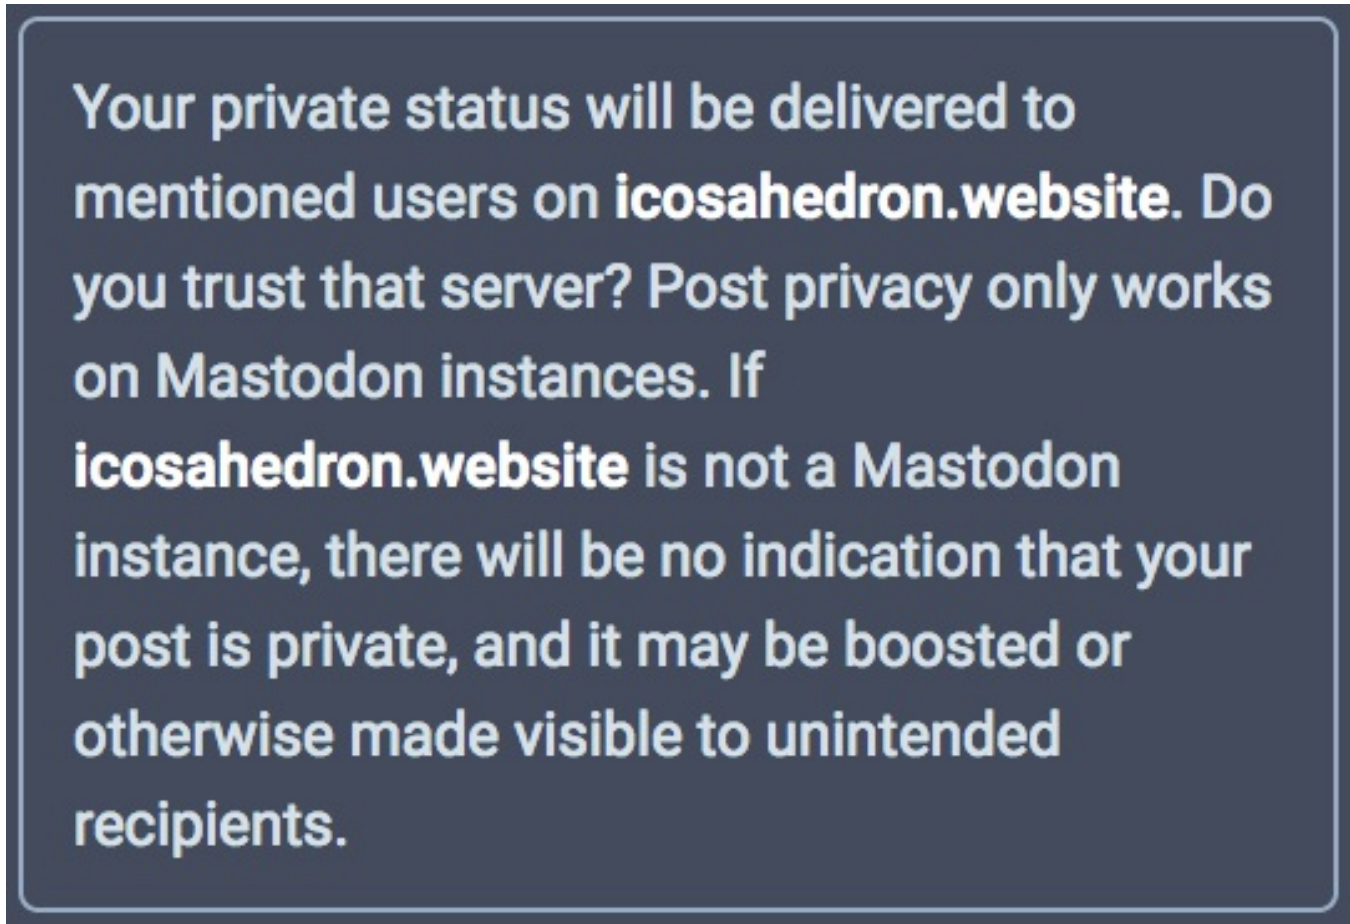 Your private status will be delivered to
mentioned users on icosahedron.website. Do
you trust that server? Post privacy only works
on Mastodon instances. If
icosahedron.website is not a Mastodon
instance, there will be no indication that your
post is private, and it may be boosted or
otherwise made visible to unintended
recipients.